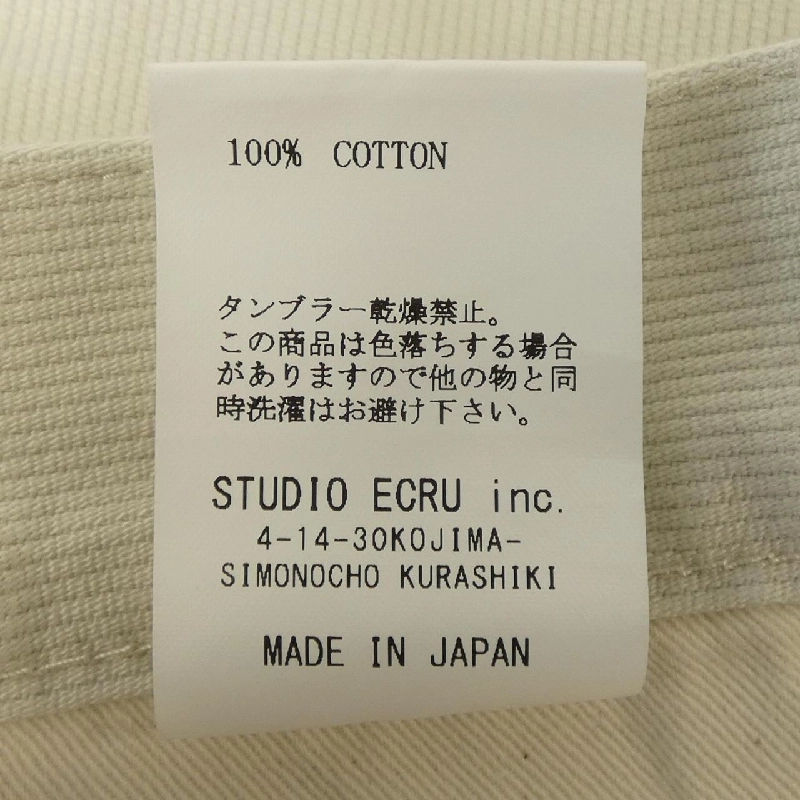 100% COTTON
タンブラー乾燥禁止。
この商品は色落ちする場合
がありますので他の物と同
時洗濯はお避け下さい。
STUDIO ECRU inc.
4-14-30KOJIMA-
SIMONOCHO KURASHIKI
MADE IN JAPAN